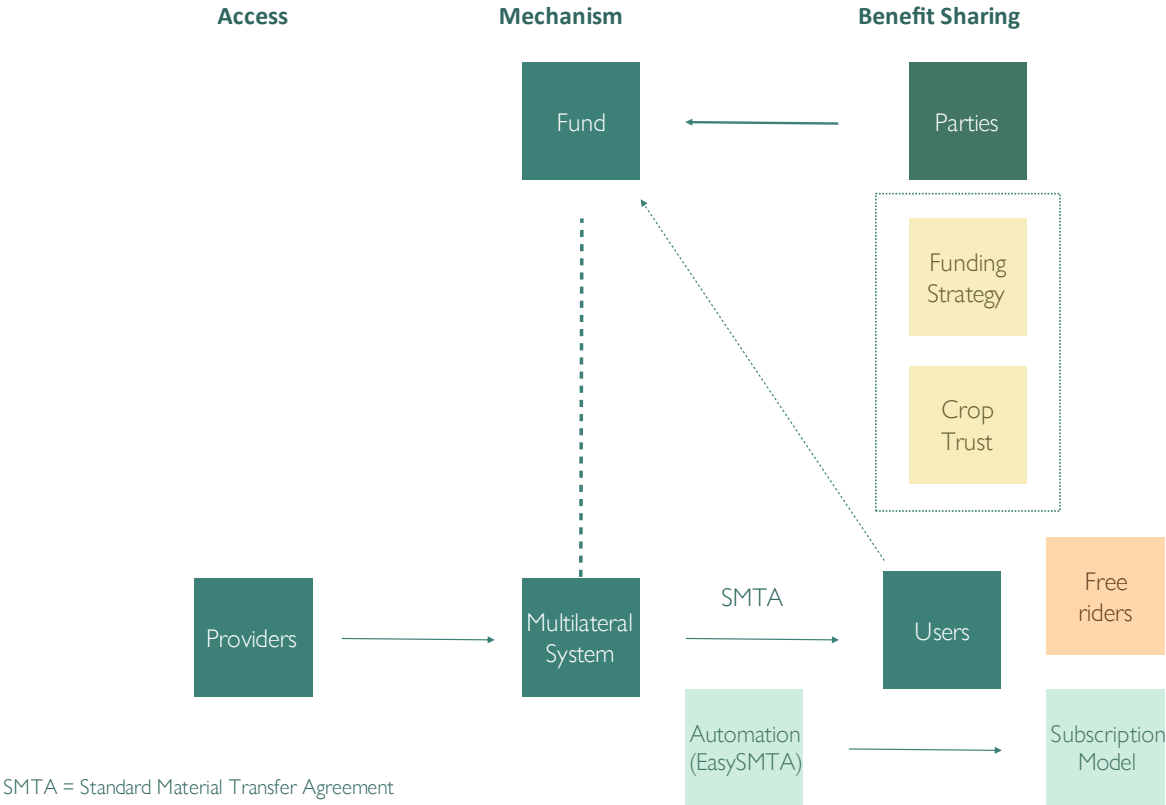 Access
Mechanism
Benefit Sharing
Fund
Parties
Funding
Strategy
Crop
Trust
Providers
Multilateral
System
SMTA
Users
Free
riders
Automation
(EasySMTA)
Subscription
Model
SMTA = Standard Material Transfer Agreement